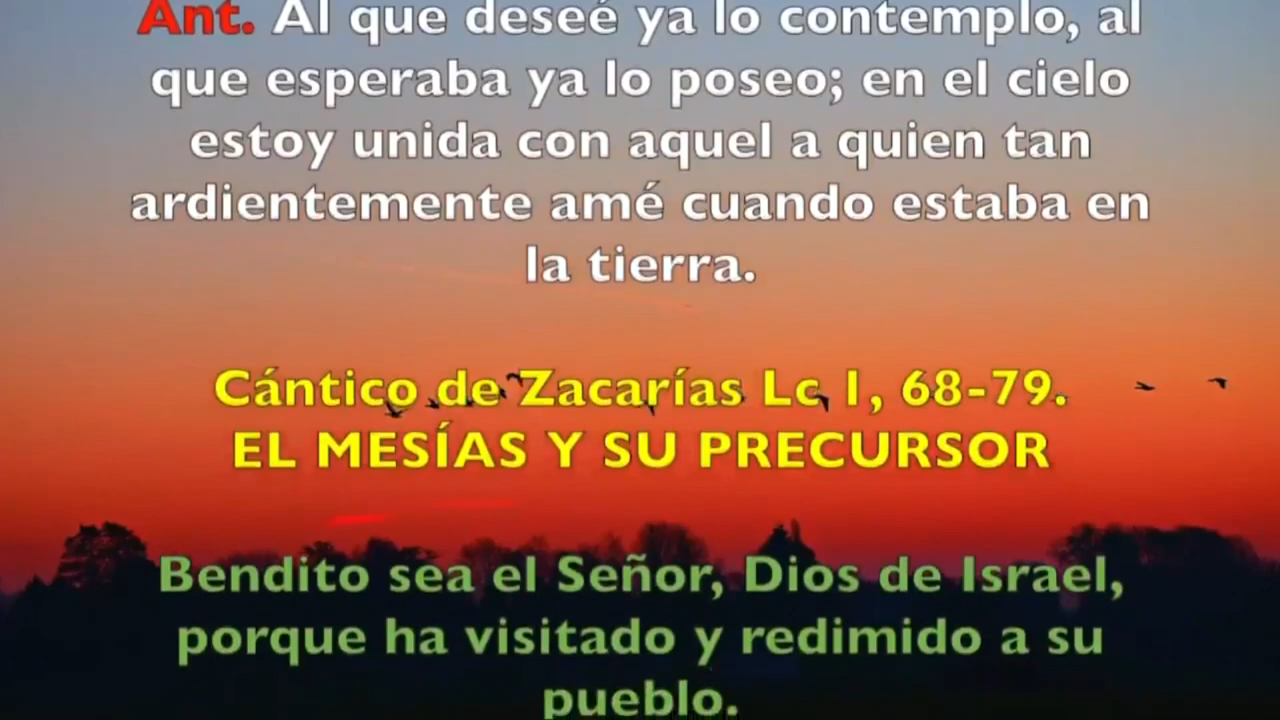 Ant. Al que deseé ya lo contemplo, al
que esperaba ya lo poseo; en el cielo
estoy unida con aquel a quien tan
ardientemente amé cuando estaba en
la tierra.
Cántico de Zacarías Lc 1, 68-79.
EL MESÍAS Y SU PRECURSOR
Bendito sea el Señor, Dios de Israel,
porque ha visitado y redimido a su
pueblo.